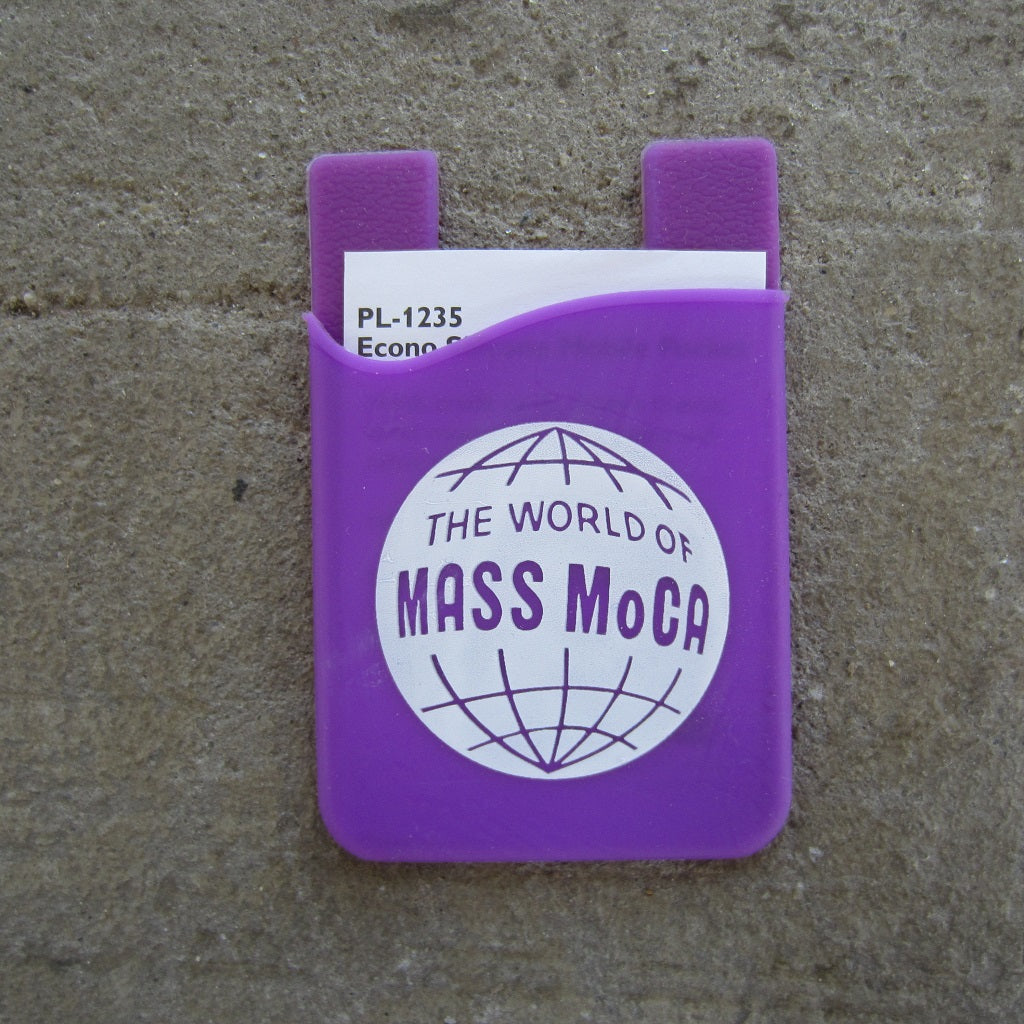 PL-1235
Econo
THE WORLD OF
MASS MoCA